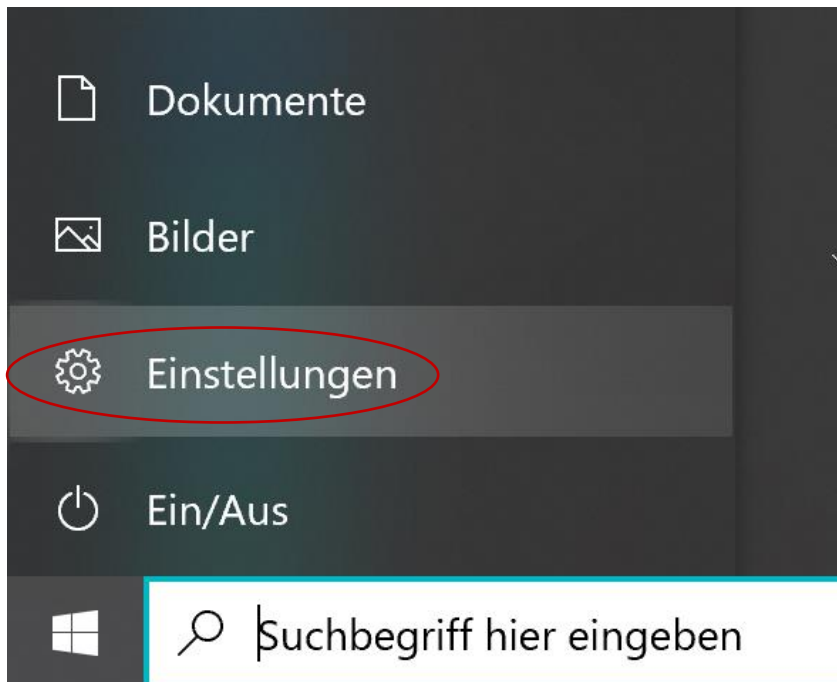 Dokumente
Bilder
Einstellungen
Ein/Aus
Suchbegriff hier eingeben